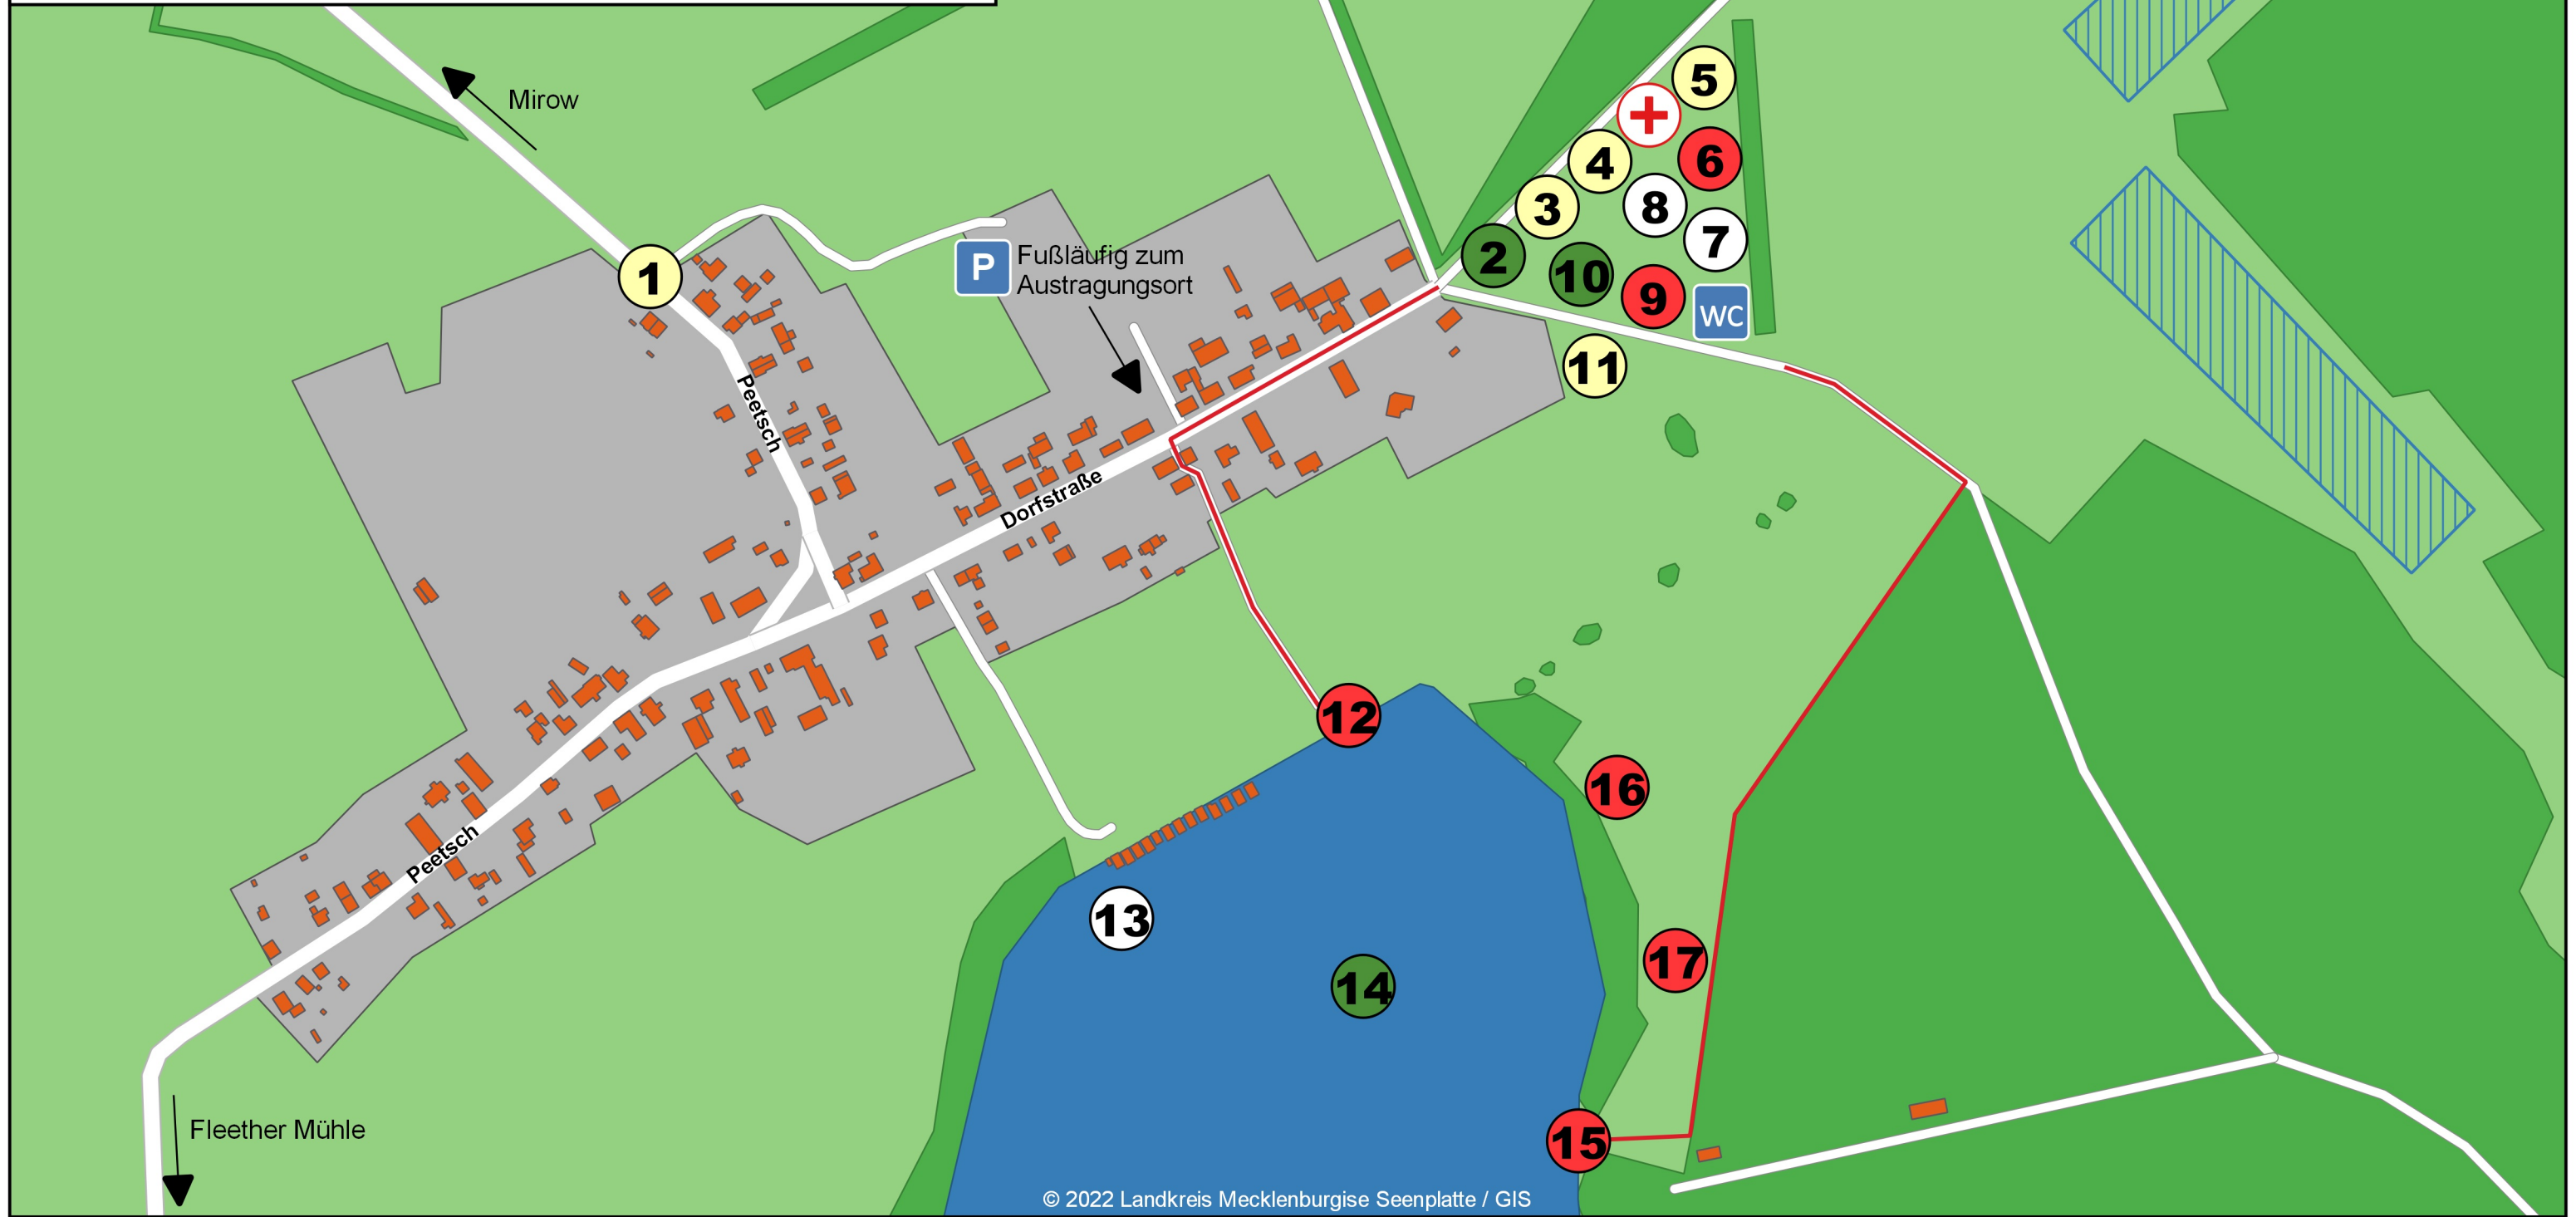 5
Mirow
4
6
3
8
7
2
Fußläufig zum
Austragungsort
P
10
1
9
WC
11
Peetsch
Dorfstraße
12
16
Peetsch
13
17
14
Fleether Mühle
15
© 2022 Landkreis Mecklenburgise Seenplatte / GIS